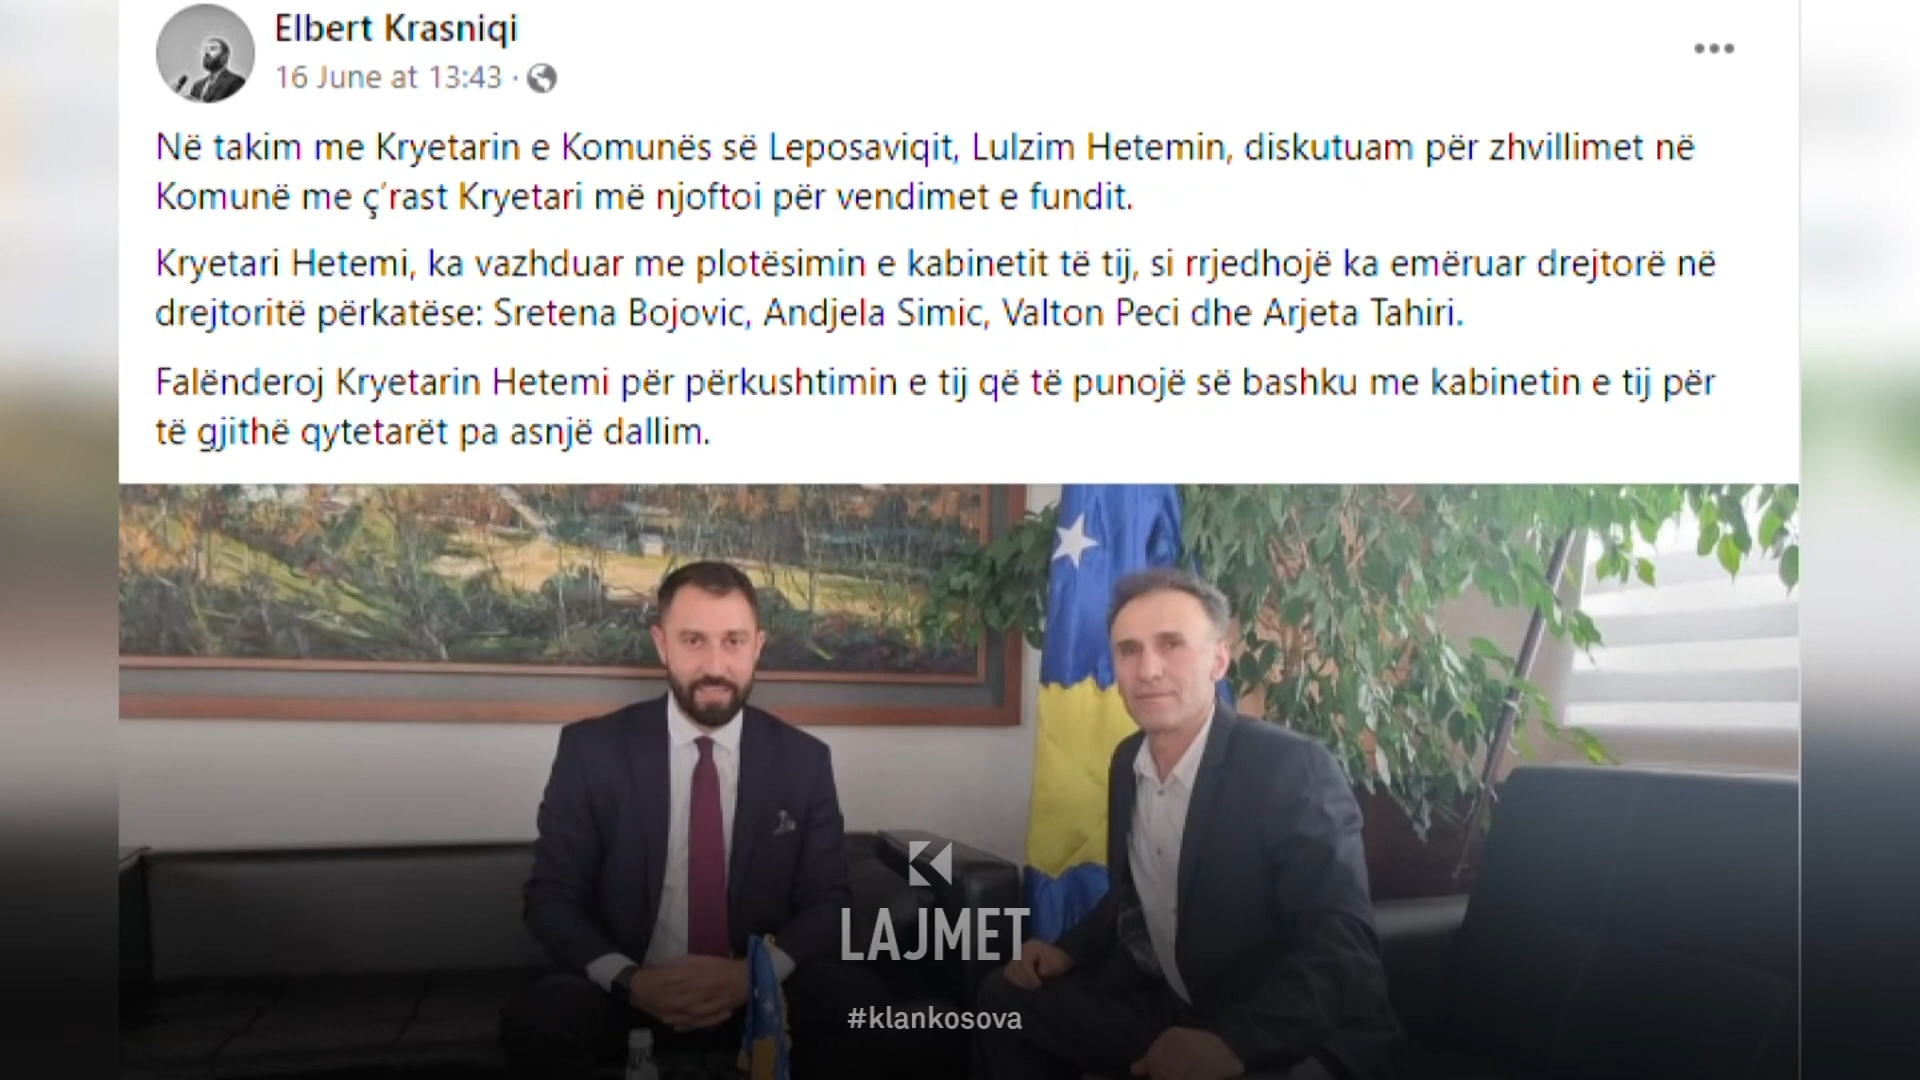 Elbert Krasniqi
16 June at 13:43 ·
Në takim me Kryetarin e Komunës së Leposaviqit, Lulzim Hetemin, diskutuam për zhvillimet në
Komunë me ç´rast Kryetari më njoftoi për vendimet e fundit.
Kryetari Hetemi, ka vazhduar me plotësimin e kabinetit të tij, si rrjedhojë ka emëruar drejtorë në
drejtoritë përkatëse: Sretena Bojovic, Andjela Simic, Valton Peci dhe Arjeta Tahiri.
Falënderoj Kryetarin Hetemi për përkushtimin e tij që të punojë së bashku me kabinetin e tij për
të gjithë qytetarët pa asnjë dallim.
LAJMET
#klankosova